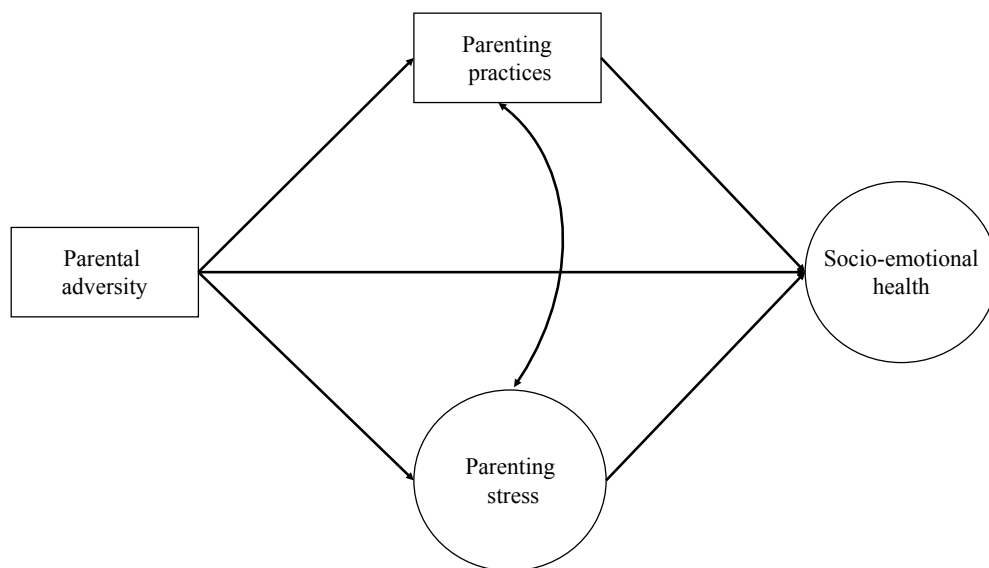 Parenting
practices
Parental
adversity
Socio-emotional
health
Parenting
stress